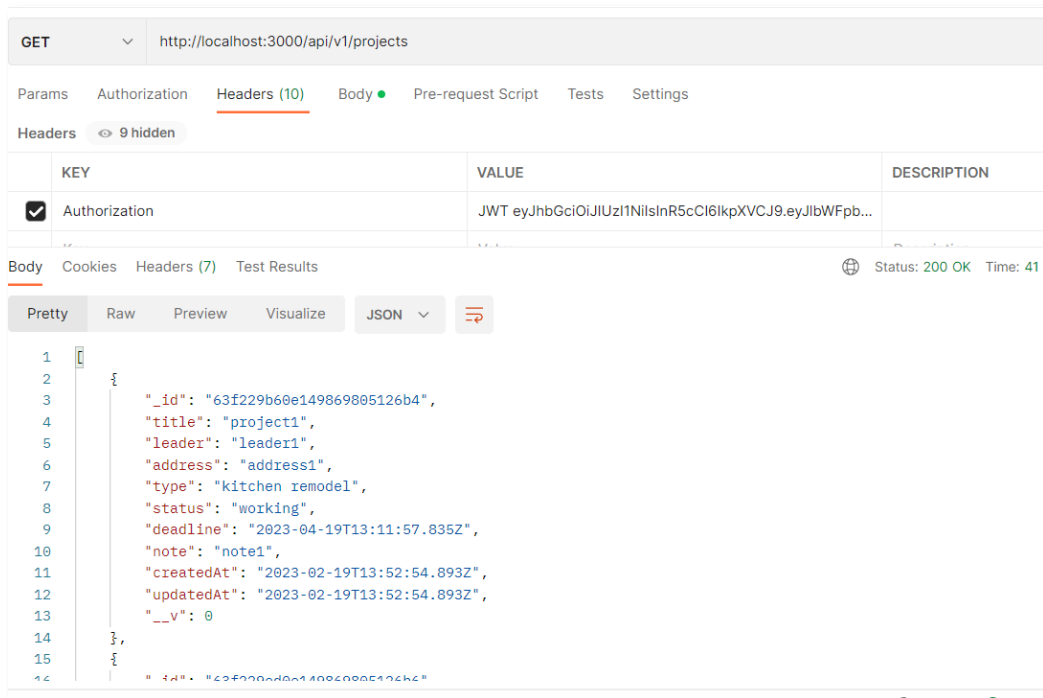 GET http://localhost:3000/api/v1/projects
Params Authorization Headers (10) Body Pre-request Script Tests Settings
Headers 9 hidden
KEY VALUE DESCRIPTION
Authorization JWT eyJhbGciOiJIUzI1NiIsInR5cCI6IkpXVCJ9.eyJlbWFpb...
Body Cookies Headers (7) Test Results Status: 200 OK Time: 41
Pretty Raw Preview Visualize JSON
1 [
2 {
3 "_id": "63f229b60e149869805126b4",
4 "title": "project1",
5 "leader": "leader1",
6 "address": "address1",
7 "type": "kitchen remodel",
8 "status": "working",
9 "deadline": "2023-04-19T13:11:57.835Z",
10 "note": "note1",
11 "createdAt": "2023-02-19T13:52:54.893Z",
12 "updatedAt": "2023-02-19T13:52:54.893Z",
13 "__v": 0
14 },
15 {
16 "_id": "63f229ed0e149869805126b6"